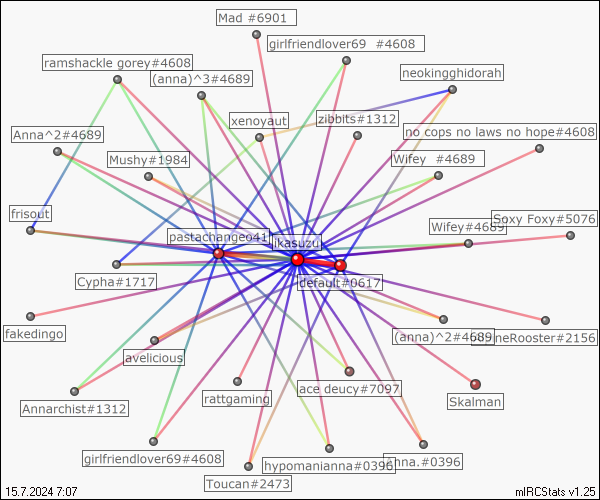 Mad #6901
girlfriendlover69  #4608
ramshackle gorey#4608
(anna)^3#4689
neokingghidorah
xenoyaut
zibbits#1312
no cops no laws no hope#4608
Anna^2#4689
Mushy#1984
Wifey  #4689
frisout
Soxy Foxy#5076
Wifey#4689
pastachangeo41
ikasuzu
Cypha#1717
default#0617
fakedingo
(anna)^2#4689
neRooster#2156
avelicious
ace deucy#7097
rattgaming
Skalman
Annarchist#1312
girlfriendlover69#4608
hypomanianna#0396
Anna.#0396
Toucan#2473
15.7.2024 7:07
mIRCStats v1.25